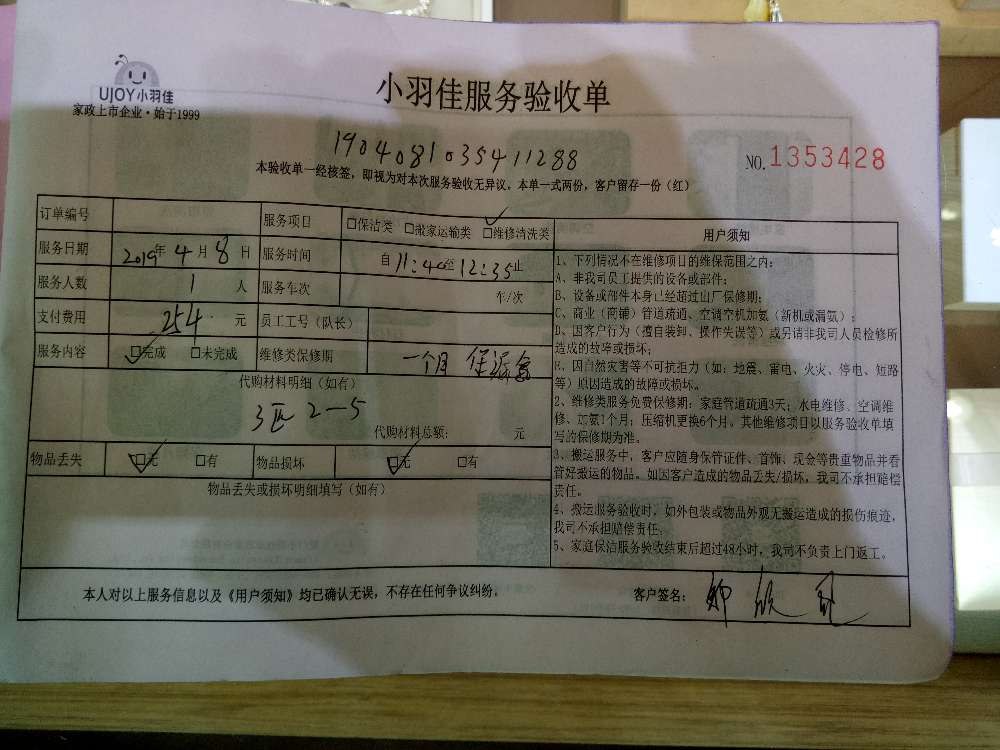 UJOY小羽佳
家政上市企业·始于1999
小羽佳服务验收单
1904081035411288
NO.1353428
本验收单一经核签，即视为对本次服务验收无异议。本单一式两份，客户留存一份（红）
订单编号 服务项目 □保洁类 □搬家运输类 □维修清洗类
服务日期 2019年4月8日 服务时间 自11:40至12:35止
服务人数 1人 服务车次 车/次
支付费用 254元 员工工号（队长）
服务内容 □完成 □未完成 维修类保修期 一个月
代购材料明细（如有）
3匹 2-5
代购材料总额： 元
物品丢失 □无 □有 物品损坏 □无 □有
物品丢失或损坏明细填写（如有）
用户须知
1、下列情况不在维修项目的维保范围之内：
A、非我司员工提供的设备或部件；
B、设备或部件本身已经超过出厂保修期；
C、商业（商铺）管道疏通、空调空机加氨（新机或漏氨）；
D、因客户行为（擅自装卸、操作失误等）或另请非我司人员检修所
造成的故障或损坏；
E、因自然灾害等不可抗拒力（如：地震、雷电、火灾、停电、短路
等）原因造成的故障或损坏。
2、维修类服务免费保修期：家庭管道疏通3天；水电维修、空调维
修、加氨1个月；压缩机更换6个月。其他维修项目以服务验收单填
写的保修期为准。
3、搬运服务中，客户应随身保管证件、首饰、现金等贵重物品并看
管好搬运的物品。如因客户造成的物品丢失/损坏，我司不承担赔偿
责任。
4、搬运服务验收时，如外包装或物品外观无搬运造成的损伤痕迹，
我司不承担赔偿责任；
5、家庭保洁服务验收结束后超过48小时，我司不负责上门返工。
本人对以上服务信息以及《用户须知》均已确认无误，不存在任何争议纠纷。 客户签名：